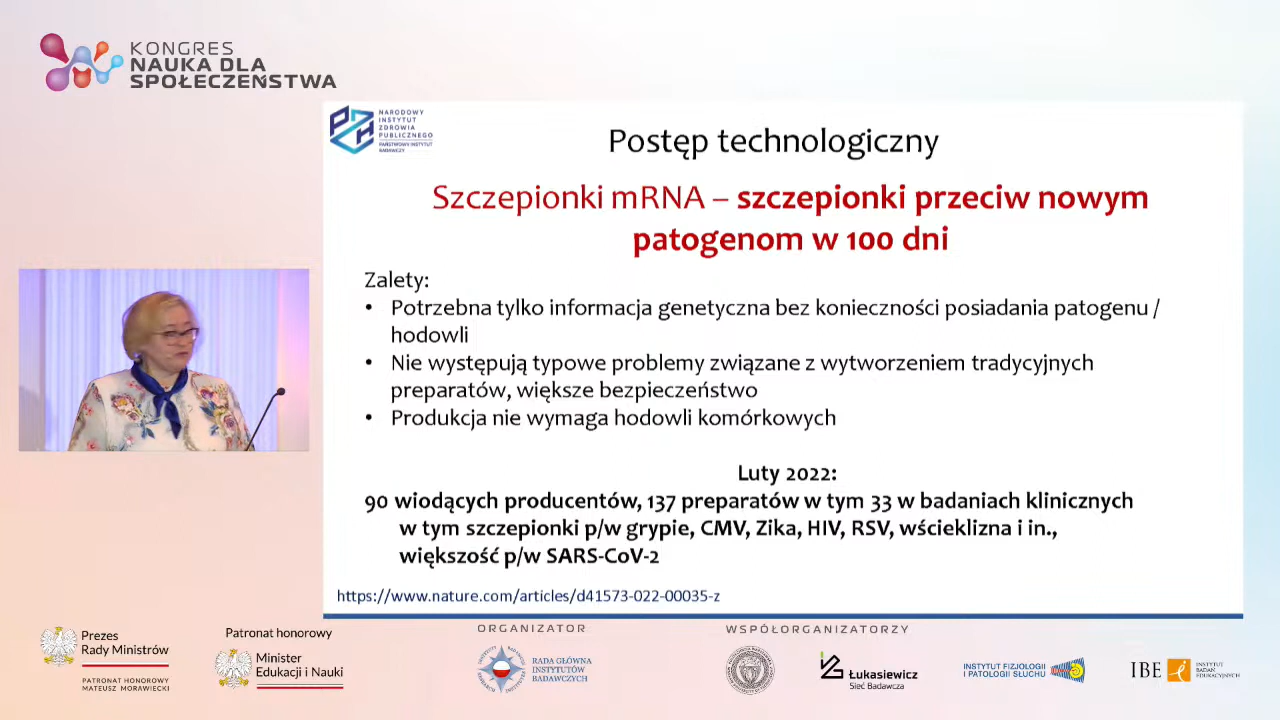 KONGRES
NAUKA DLA
SPOŁECZEŃSTWA
NARODOWY
INSTYTUT
ZDROWIA
PUBLICZNEGO
PAŃSTWOWY INSTYTUT
BADAWCZY
Postęp technologiczny
Szczepionki mRNA – szczepionki przeciw nowym
patogenom w 100 dni
Zalety:
• Potrzebna tylko informacja genetyczna bez konieczności posiadania patogenu /
hodowli
• Nie występują typowe problemy związane z wytworzeniem tradycyjnych
preparatów, większe bezpieczeństwo
• Produkcja nie wymaga hodowli komórkowych
Luty 2022:
90 wiodących producentów, 137 preparatów w tym 33 w badaniach klinicznych
w tym szczepionki p/w grypie, CMV, Zika, HIV, RSV, wścieklizna i in.,
większość p/w SARS-CoV-2
https://www.nature.com/articles/d41573-022-00035-z
Prezes
Rady Ministrów
PATRONAT HONOROWY
MATEUSZ MORAWIECKI
Patronat honorowy
Minister
Edukacji i Nauki
ORGANIZATOR
RADA GŁÓWNA
INSTYTUTÓW
BADAWCZYCH
WSPÓŁORGANIZATORZY
Łukasiewicz
Sieć Badawcza
INSTYTUT FIZJOLOGII
I PATOLOGII SŁUCHU
IBE
INSTYTUT
BADAŃ
EDUKACYJNYCH